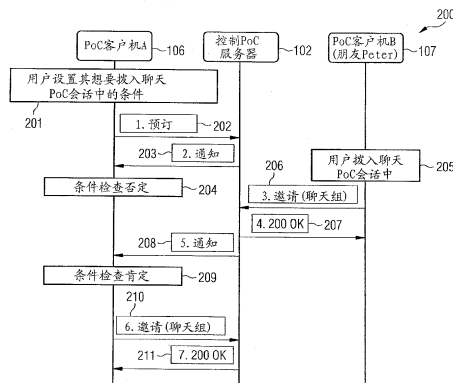 200
PoC客户机A
106
控制PoC
服务器
102
PoC客户机B
(朋友Peter)
107
用户设置其想要拨入聊天
PoC会话中的条件
201
1.预订
202
203
2.通知
用户拨入聊天
PoC会话中
205
条件检查否定
204
206
3.邀请(聊天组)
4.200 OK
207
208
5.通知
条件检查肯定
209
210
6.邀请(聊天组)
211
7.200 OK